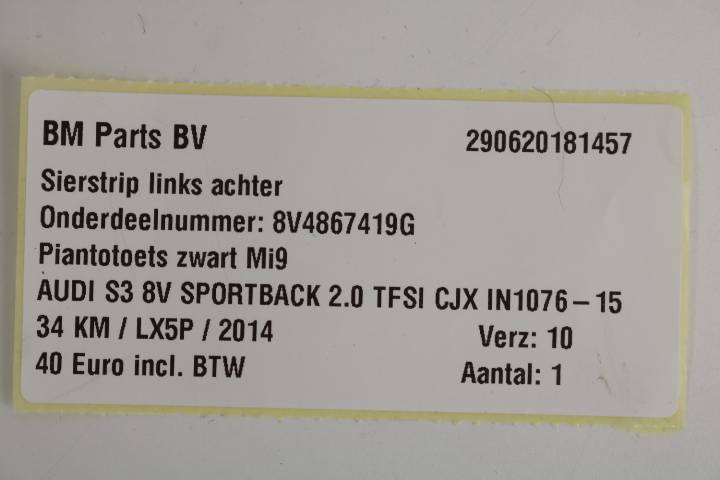 BM Parts BV 290620181457
Sierstrip links achter
Onderdeelnummer: 8V4867419G
Piantotoets zwart Mi9
AUDI S3 8V SPORTBACK 2.0 TFSI CJX IN1076-15
34 KM / LX5P / 2014 Verz: 10
40 Euro incl. BTW Aantal: 1